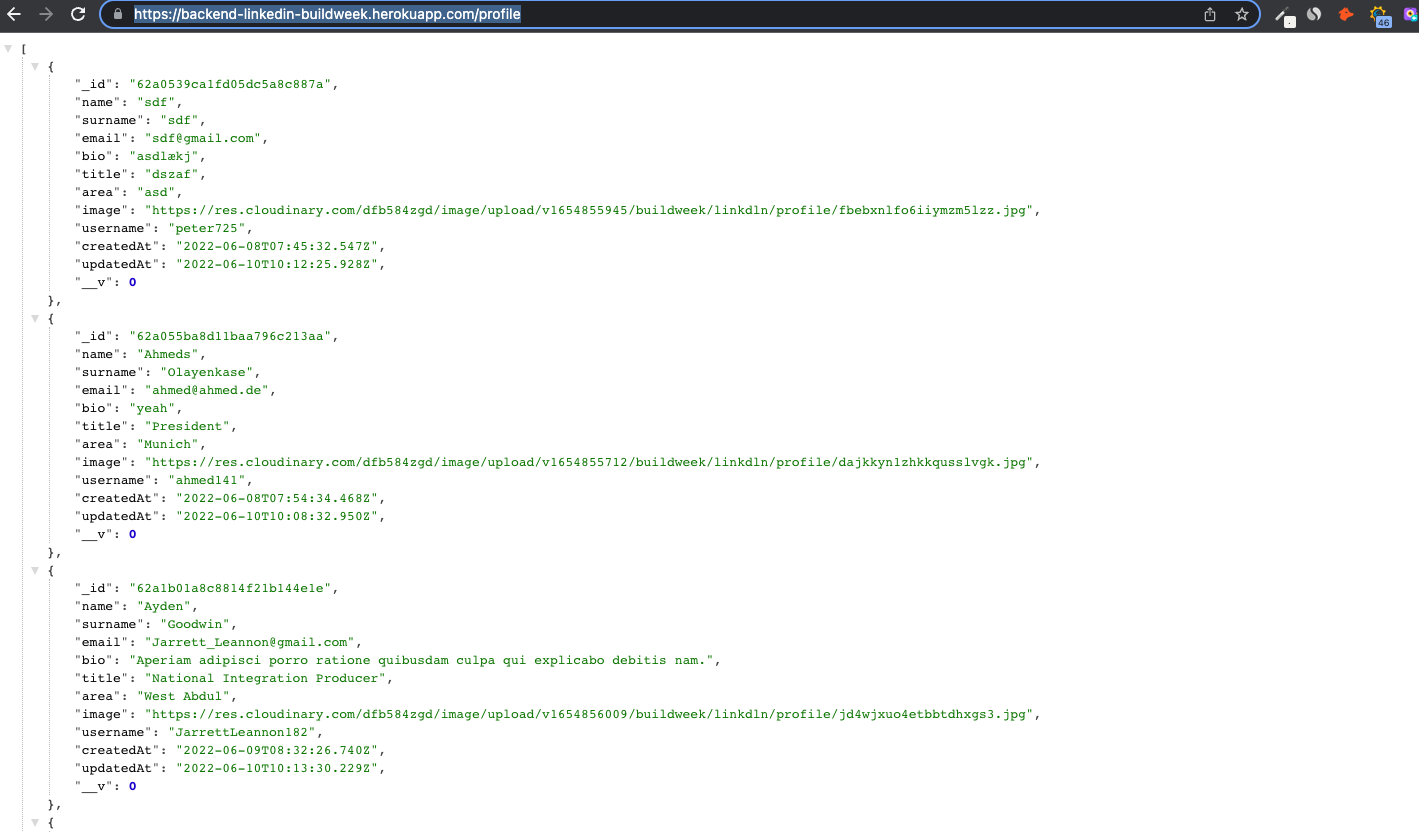 https://backend-linkedin-buildweek.herokuapp.com/profile
46
[
{
"_id": "62a0539ca1fd05dc5a8c887a",
"name": "sdf",
"surname": "sdf",
"email": "sdf@gmail.com",
"bio": "asdlækj",
"title": "dszaf",
"area": "asd",
"image": "https://res.cloudinary.com/dfb584zgd/image/upload/v1654855945/buildweek/linkdln/profile/fbebxnlfo6iiymzm5lzz.jpg",
"username": "peter725",
"createdAt": "2022-06-08T07:45:32.547Z",
"updatedAt": "2022-06-10T10:12:25.928Z",
"__v": 0
},
{
"_id": "62a055ba8d11baa796c213aa",
"name": "Ahmeds",
"surname": "Olayenkase",
"email": "ahmed@ahmed.de",
"bio": "yeah",
"title": "President",
"area": "Munich",
"image": "https://res.cloudinary.com/dfb584zgd/image/upload/v1654855712/buildweek/linkdln/profile/dajkkyn1zhkkqusslvgk.jpg",
"username": "ahmed141",
"createdAt": "2022-06-08T07:54:34.468Z",
"updatedAt": "2022-06-10T10:08:32.950Z",
"__v": 0
},
{
"_id": "62a1b01a8c8814f21b144e1e",
"name": "Ayden",
"surname": "Goodwin",
"email": "Jarrett_Leannon@gmail.com",
"bio": "Aperiam adipisci porro ratione quibusdam culpa qui explicabo debitis nam.",
"title": "National Integration Producer",
"area": "West Abdul",
"image": "https://res.cloudinary.com/dfb584zgd/image/upload/v1654856009/buildweek/linkdln/profile/jd4wjxuo4etbbtdhxgs3.jpg",
"username": "JarrettLeannon182",
"createdAt": "2022-06-09T08:32:26.740Z",
"updatedAt": "2022-06-10T10:13:30.229Z",
"__v": 0
},
{